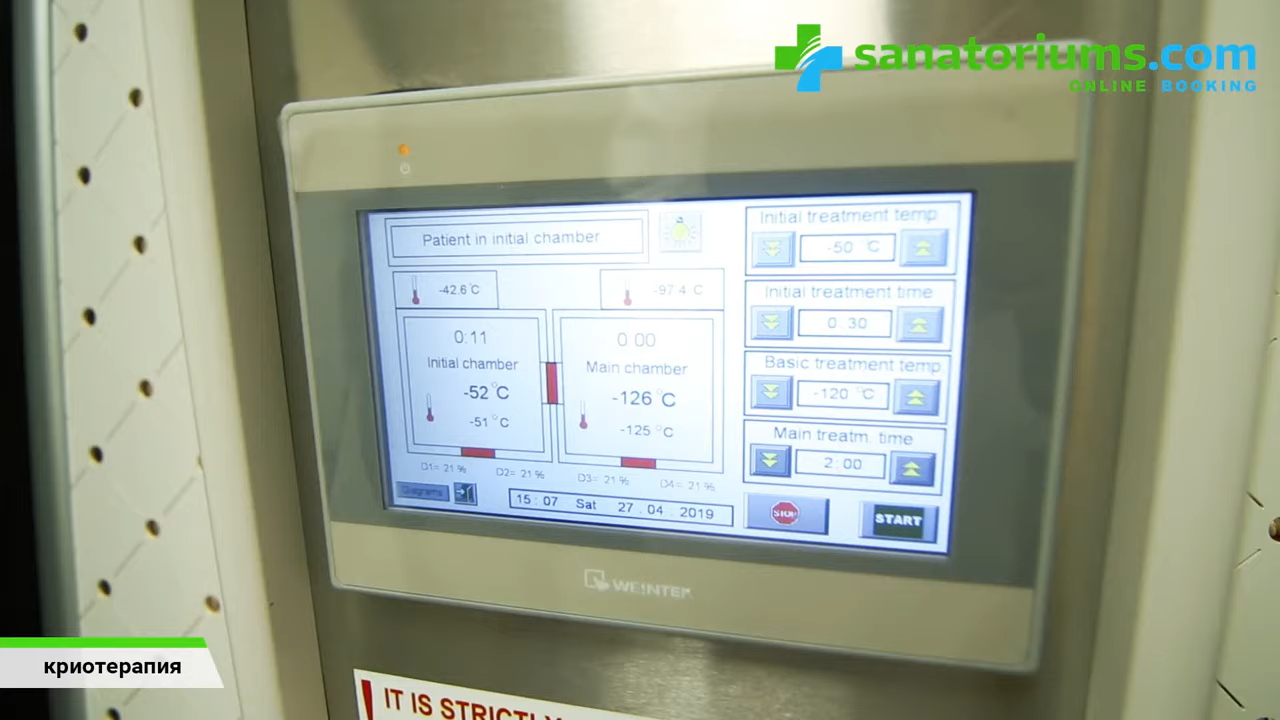 sanatoriums.com
ONLINE BOOKING
Patient in initial chamber
-42.6°C
-97.4 C
0:11
Initial chamber
-52°C
-51°C
0 00
Main chamber
-126°C
-125°C
D1= 21 %
D2= 21 %
D3= 21 %
D4= 21 %
Diagrams
15 : 07 Sat 27 . 04 . 2019
Initial treatment temp
-50 °C
Initial treatment time
0. 30
Basic treatment temp
-120 °C
Main treatm. time
2: 00
STOP
START
WEINTEK
криотерапия
IT IS STRICTLY